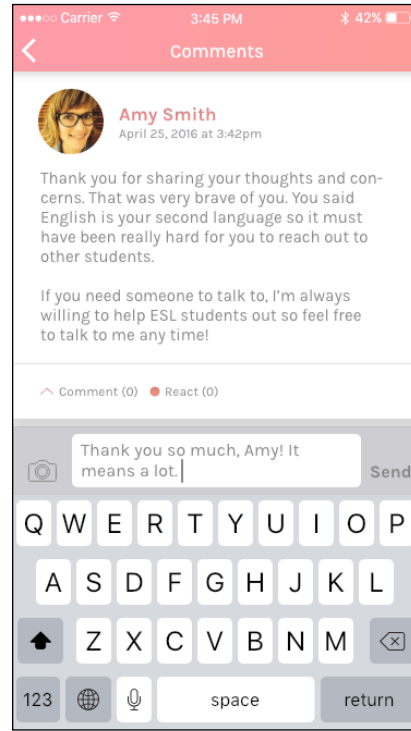 Carrier 3:45 PM 42%
Comments
Amy Smith
April 25, 2016 at 3:42pm
Thank you for sharing your thoughts and con-
cerns. That was very brave of you. You said
English is your second language so it must
have been really hard for you to reach out to
other students.
If you need someone to talk to, I'm always
willing to help ESL students out so feel free
to talk to me any time!
Comment (0) React (0)
Thank you so much, Amy! It
means a lot.
Send
Q W E R T Y U I O P
A S D F G H J K L
Z X C V B N M
123 space return